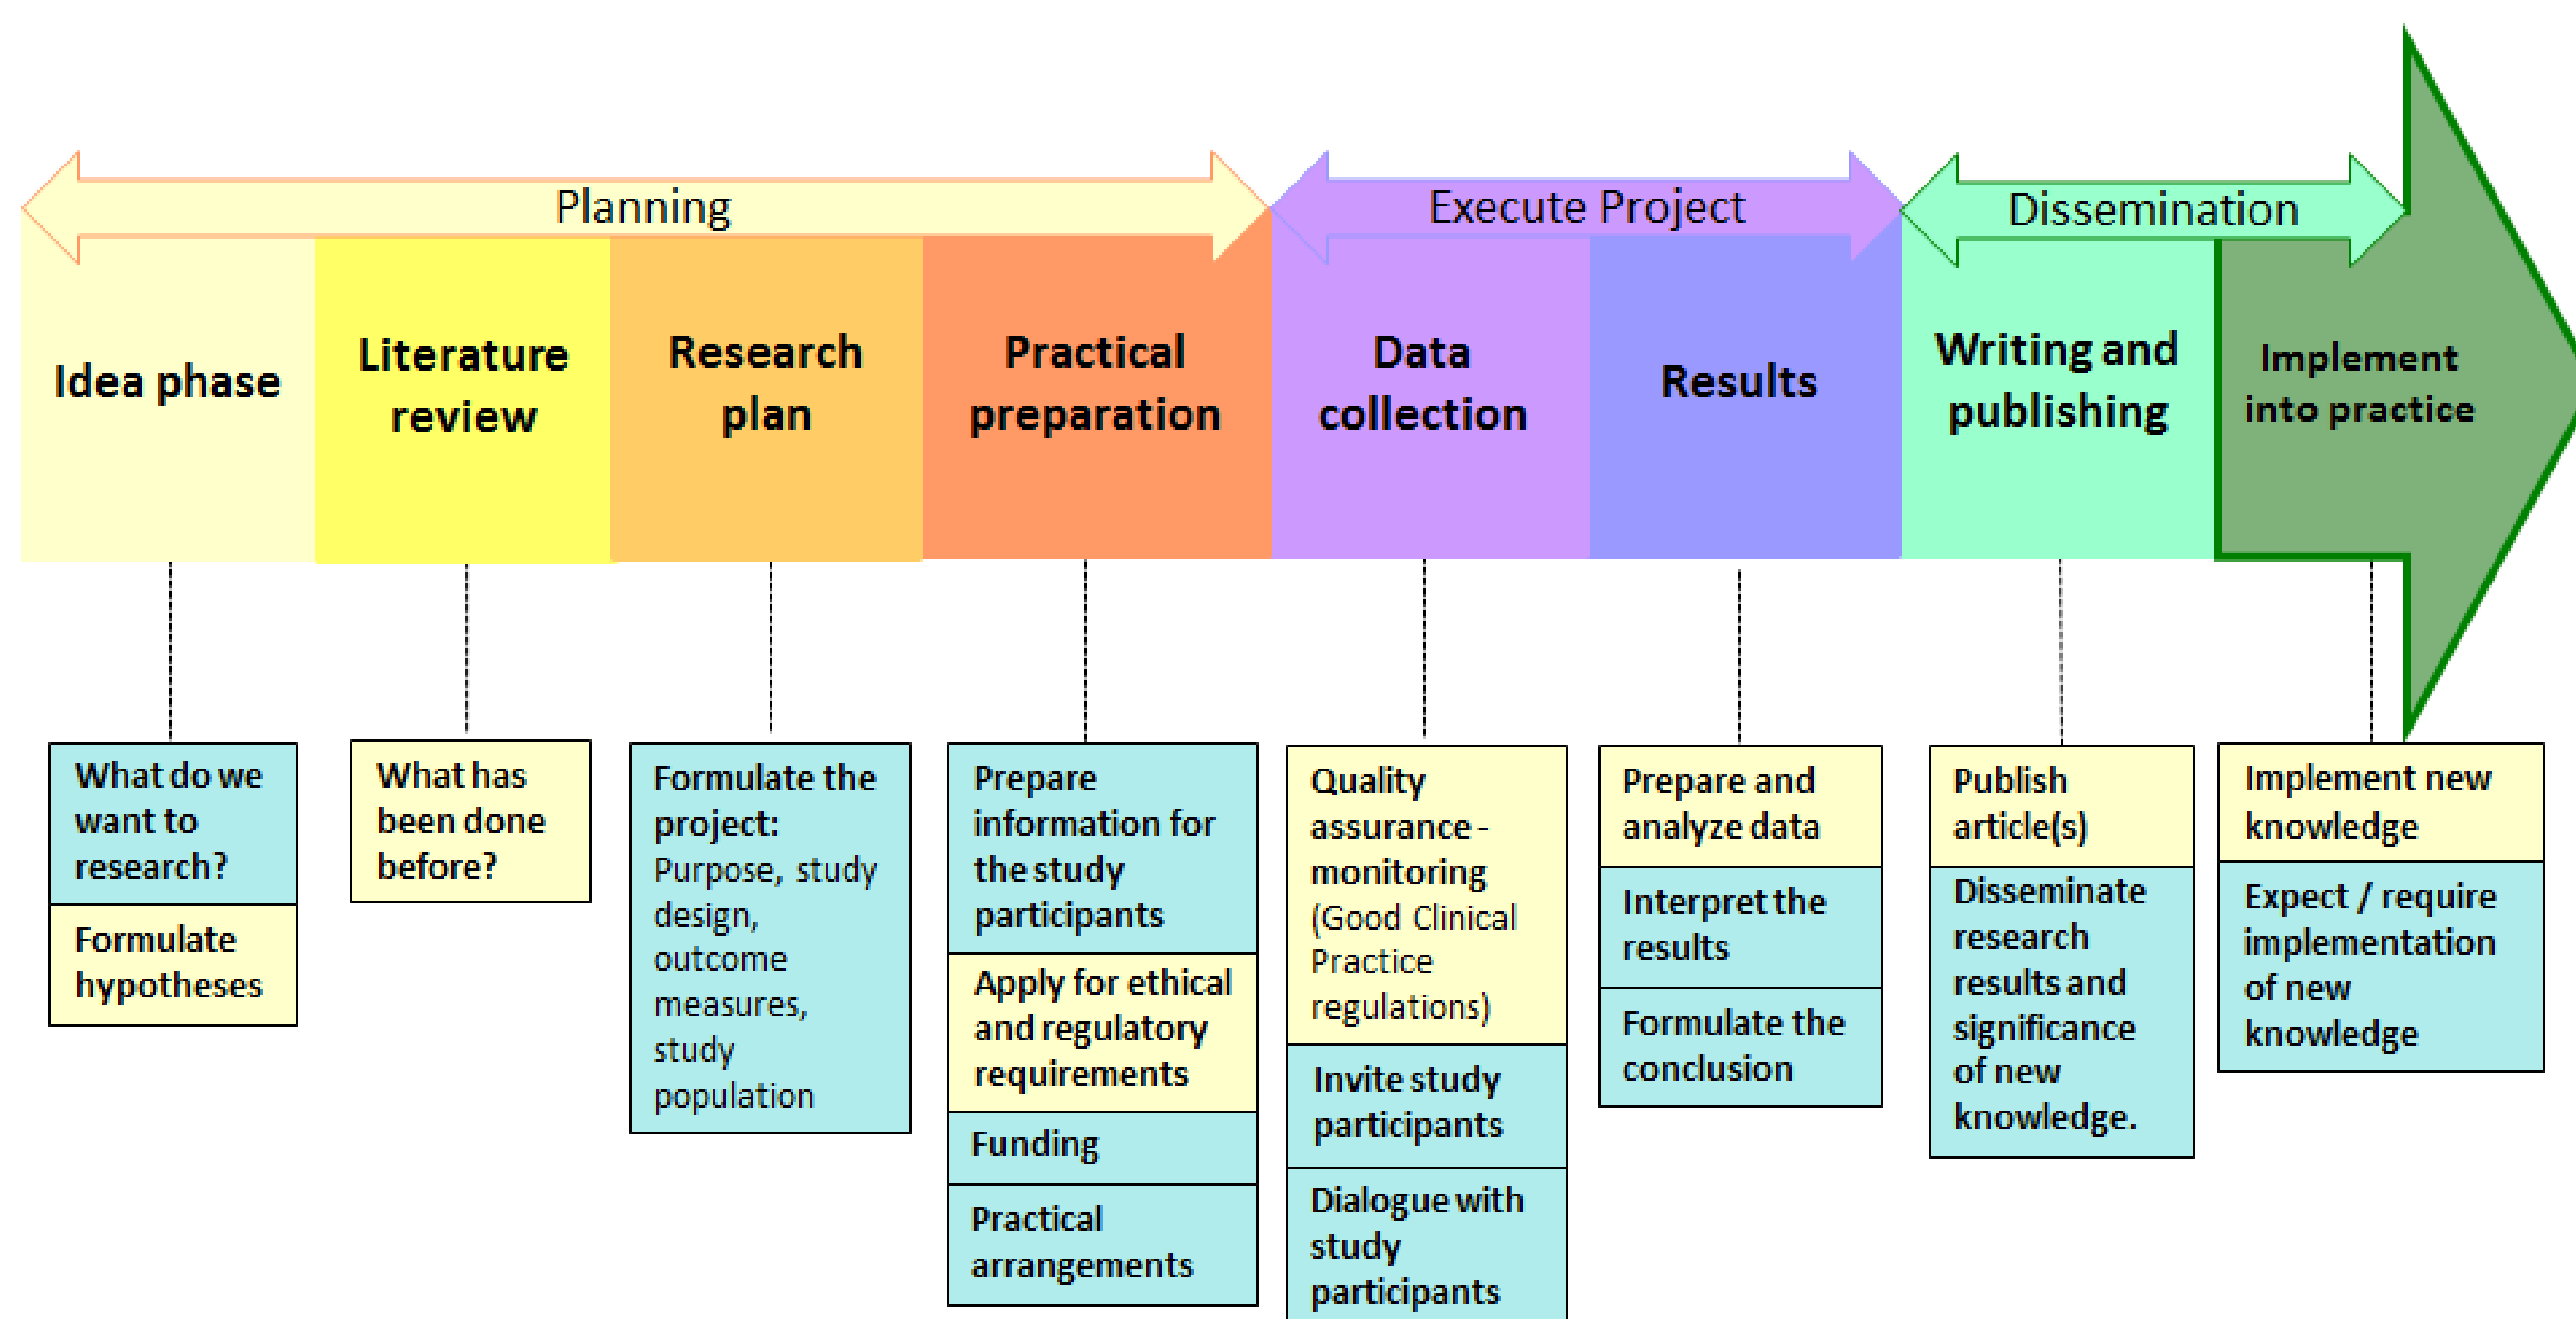 Planning
Execute Project
Dissemination
Idea phase
Literature
review
Research
plan
Practical
preparation
Data
collection
Results
Writing and
publishing
Implement
into practice
What do we
want to
research?
Formulate
hypotheses
What has
been done
before?
Formulate the
project:
Purpose, study
design,
outcome
measures,
study
population
Prepare
information for
the study
participants
Apply for ethical
and regulatory
requirements
Funding
Practical
arrangements
Quality
assurance -
monitoring
(Good Clinical
Practice
regulations)
Invite study
participants
Dialogue with
study
participants
Prepare and
analyze data
Interpret the
results
Formulate the
conclusion
Publish
article(s)
Disseminate
research
results and
significance
of new
knowledge.
Implement new
knowledge
Expect / require
implementation
of new
knowledge